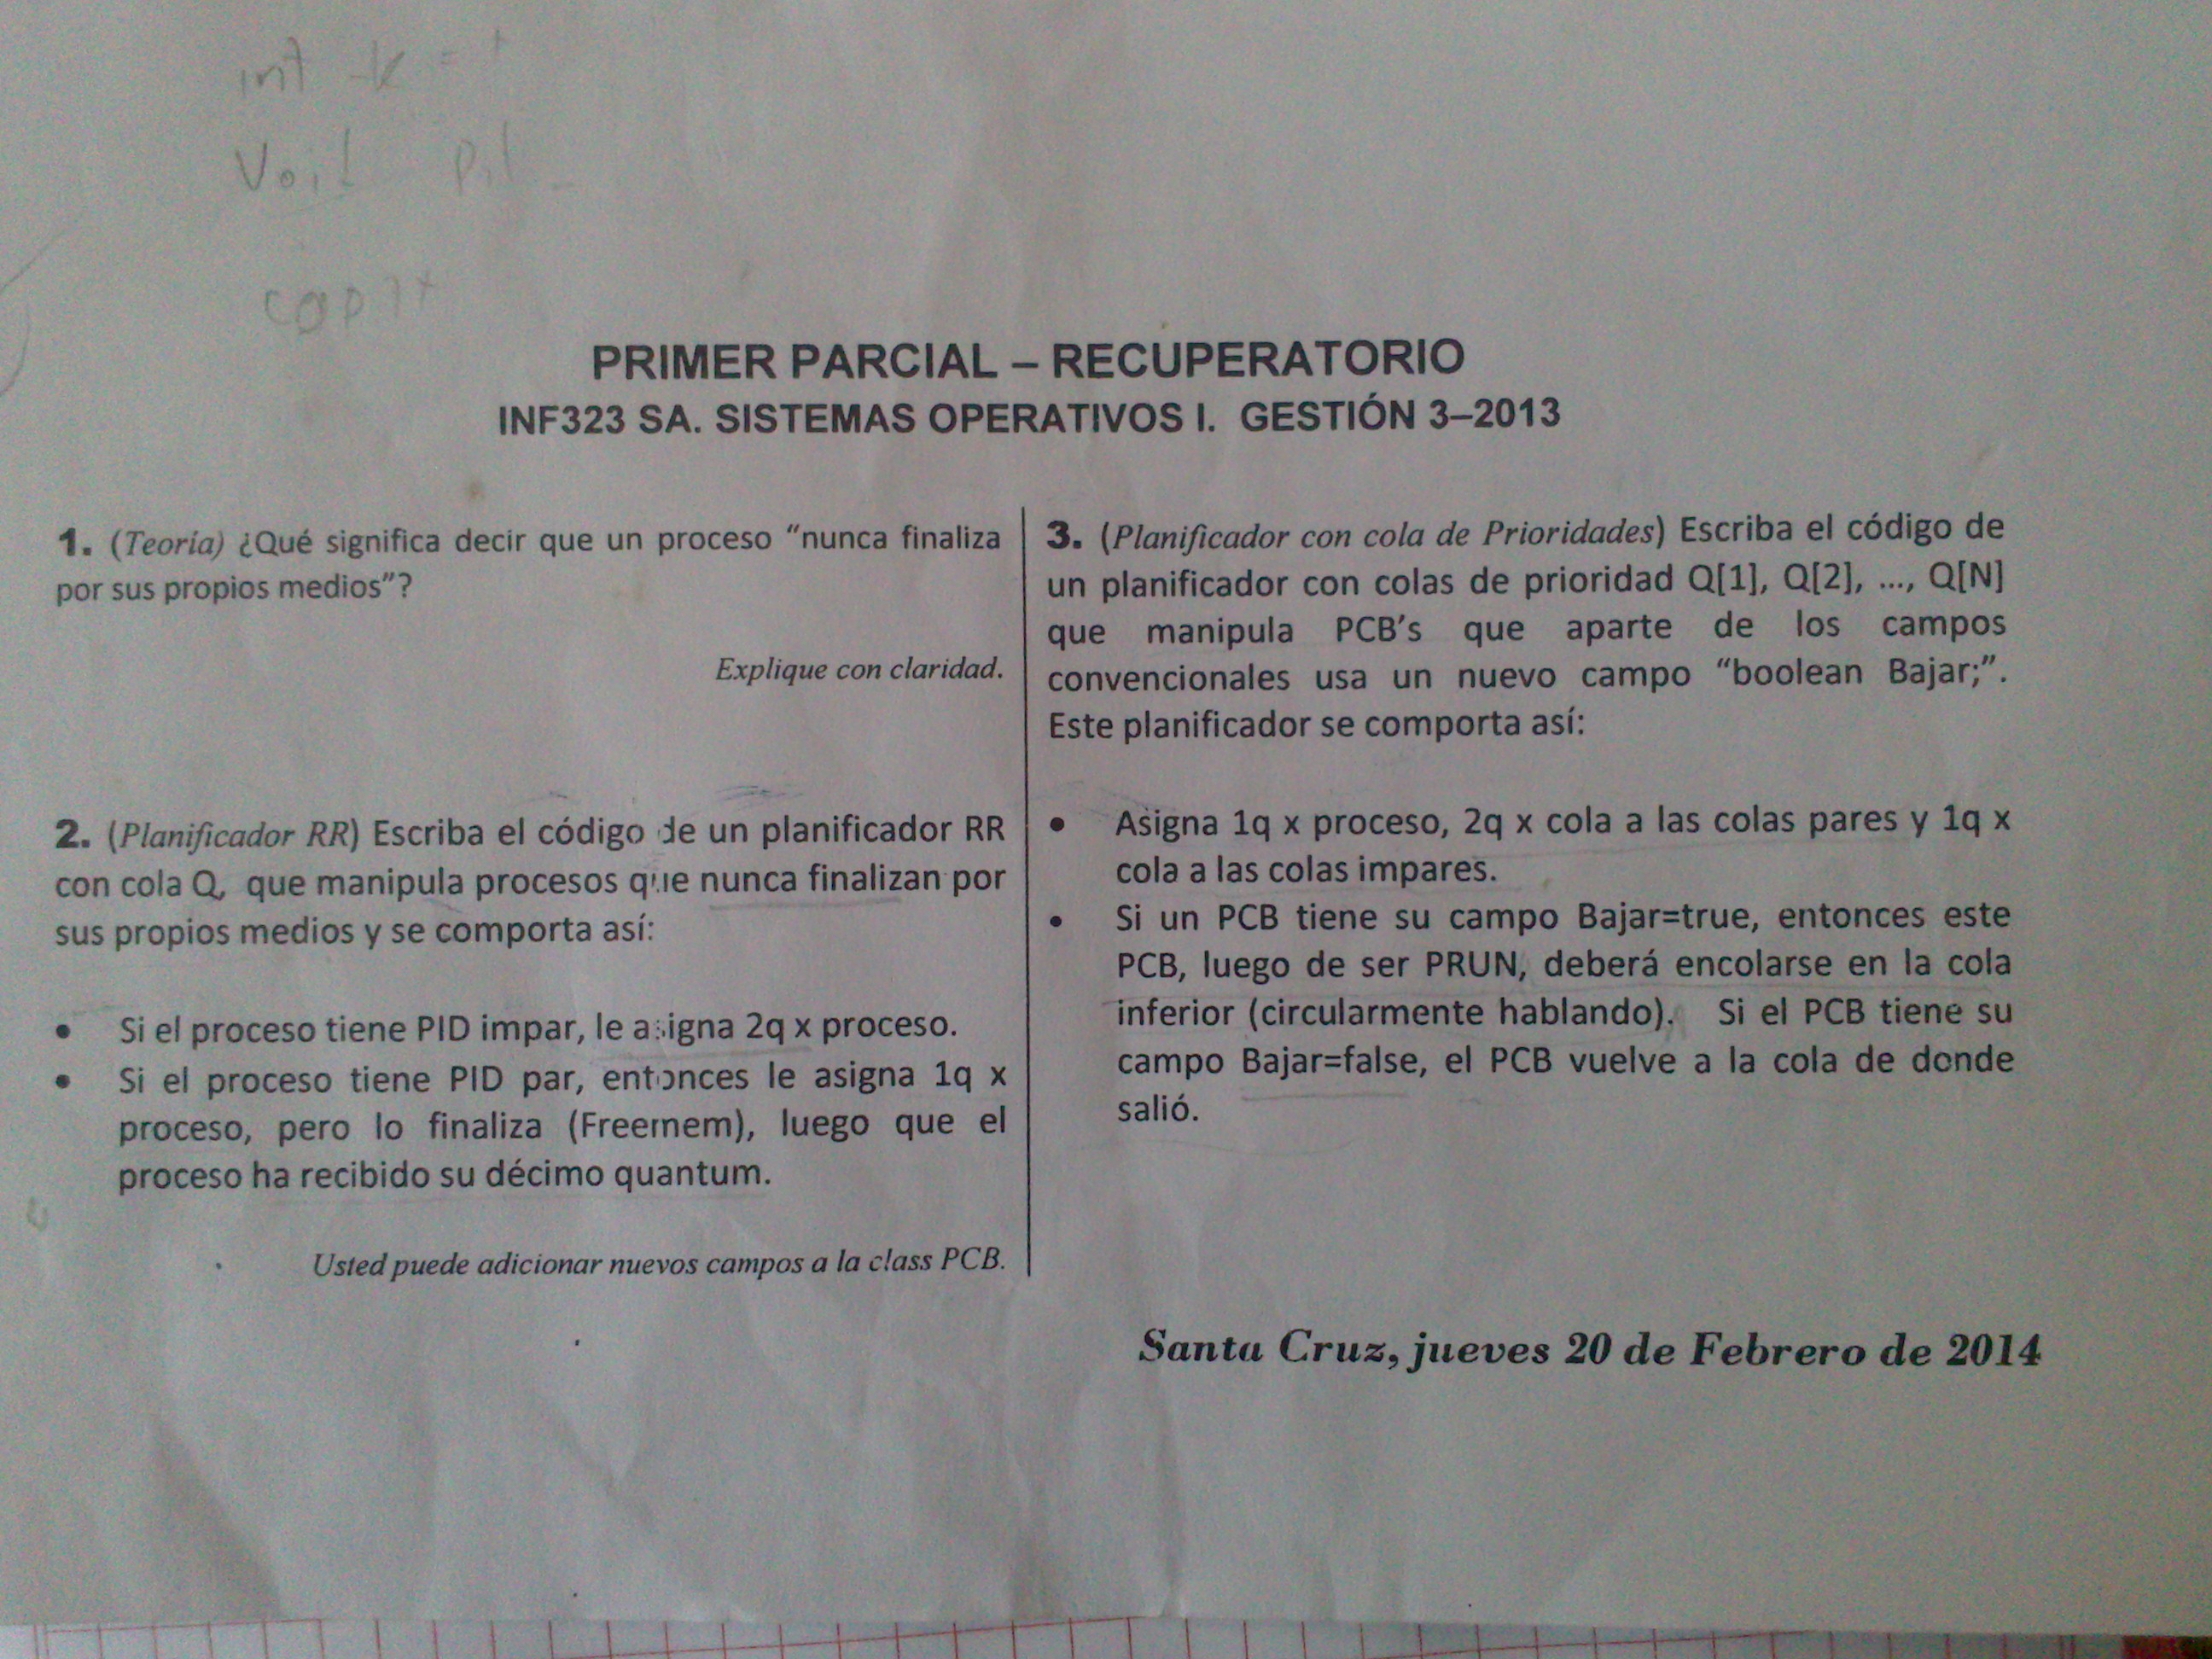 PRIMER PARCIAL – RECUPERATORIO
INF323 SA. SISTEMAS OPERATIVOS I. GESTIÓN 3–2013
1. (Teoría) ¿Qué significa decir que un proceso "nunca finaliza
por sus propios medios"?
Explique con claridad.
2. (Planificador RR) Escriba el código de un planificador RR
con cola Q, que manipula procesos que nunca finalizan por
sus propios medios y se comporta así:
• Si el proceso tiene PID impar, le asigna 2q x proceso.
• Si el proceso tiene PID par, entonces le asigna 1q x
proceso, pero lo finaliza (Freemem), luego que el
proceso ha recibido su décimo quantum.
Usted puede adicionar nuevos campos a la class PCB.
3. (Planificador con cola de Prioridades) Escriba el código de
un planificador con colas de prioridad Q[1], Q[2], ..., Q[N]
que manipula PCB's que aparte de los campos
convencionales usa un nuevo campo "boolean Bajar;".
Este planificador se comporta así:
• Asigna 1q x proceso, 2q x cola a las colas pares y 1q x
cola a las colas impares.
• Si un PCB tiene su campo Bajar=true, entonces este
PCB, luego de ser PRUN, deberá encolarse en la cola
inferior (circularmente hablando). Si el PCB tiene su
campo Bajar=false, el PCB vuelve a la cola de donde
salió.
Santa Cruz, jueves 20 de Febrero de 2014